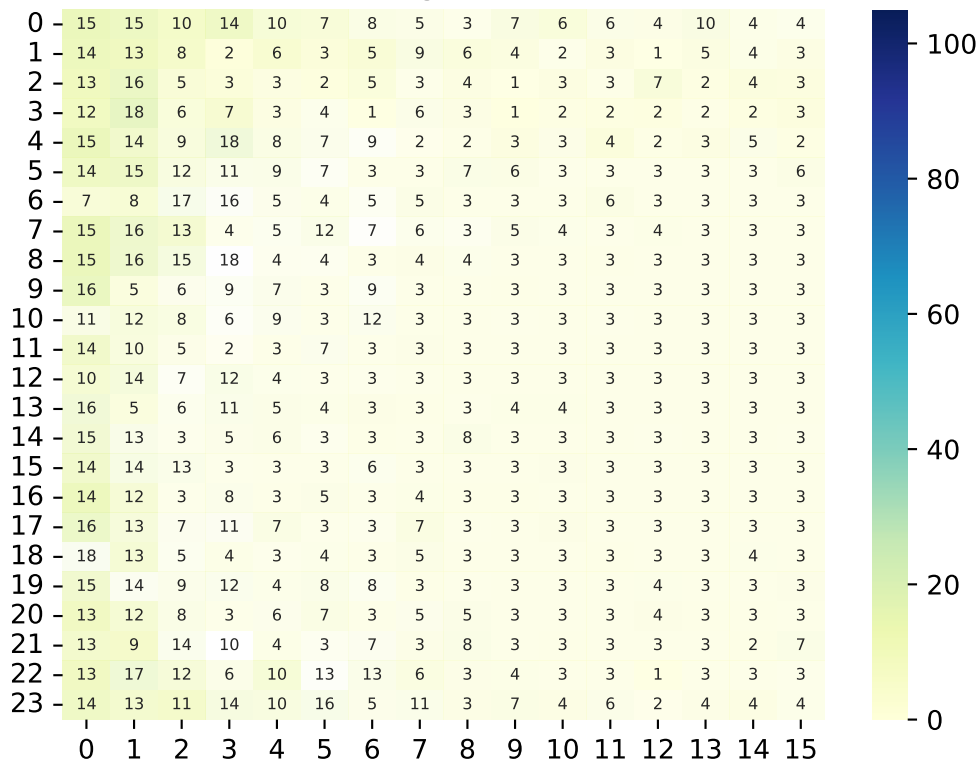 0 15 15 10 14 10 7 8 5 3 7 6 6 4 10 4 4
1 14 13 8 2 6 3 5 9 6 4 2 3 1 5 4 3
2 13 16 5 3 3 2 5 3 4 1 3 3 7 2 4 3
3 12 18 6 7 3 4 1 6 3 1 2 2 2 2 2 3
4 15 14 9 18 8 7 9 2 2 3 3 4 2 3 5 2
5 14 15 12 11 9 7 3 3 7 6 3 3 3 3 3 6
6 7 8 17 16 5 4 5 5 3 3 3 6 3 3 3 3
7 15 16 13 4 5 12 7 6 3 5 4 3 4 3 3 3
8 15 16 15 18 4 4 3 4 4 3 3 3 3 3 3 3
9 16 5 6 9 7 3 9 3 3 3 3 3 3 3 3 3
10 11 12 8 6 9 3 12 3 3 3 3 3 3 3 3 3
11 14 10 5 2 3 7 3 3 3 3 3 3 3 3 3 3
12 10 14 7 12 4 3 3 3 3 3 3 3 3 3 3 3
13 16 5 6 11 5 4 3 3 3 4 4 3 3 3 3 3
14 15 13 3 5 6 3 3 3 8 3 3 3 3 3 3 3
15 14 14 13 3 3 3 6 3 3 3 3 3 3 3 3 3
16 14 12 3 8 3 5 3 4 3 3 3 3 3 3 3 3
17 16 13 7 11 7 3 3 7 3 3 3 3 3 3 3 3
18 18 13 5 4 3 4 3 5 3 3 3 3 3 3 4 3
19 15 14 9 12 4 8 8 3 3 3 3 3 4 3 3 3
20 13 12 8 3 6 7 3 5 5 3 3 3 4 3 3 3
21 13 9 14 10 4 3 7 3 8 3 3 3 3 3 2 7
22 13 17 12 6 10 13 13 6 3 4 3 3 1 3 3 3
23 14 13 11 14 10 16 5 11 3 7 4 6 2 4 4 4
0 1 2 3 4 5 6 7 8 9 10 11 12 13 14 15
100
80
60
40
20
0